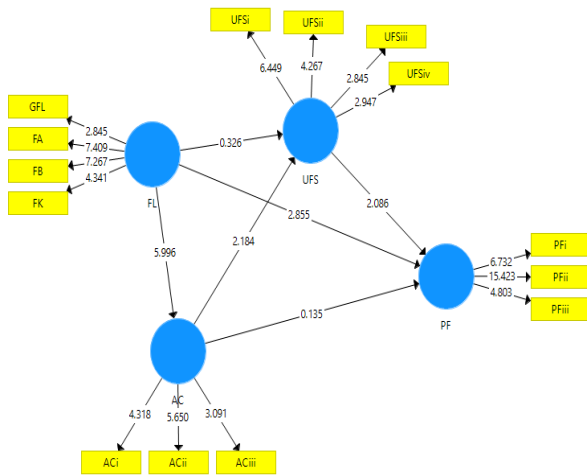 UFSi
UFSii
UFSiii
UFSiv
6.449
4.267
2.845
2.947
UFS
GFL
FA
FB
FK
2.845
7.409
7.267
4.341
FL
0.326
2.855
2.086
5.996
2.184
0.135
PFi
PFii
PFiii
6.732
15.423
4.803
PF
AC
4.318
5.650
3.091
ACi
ACii
ACiii